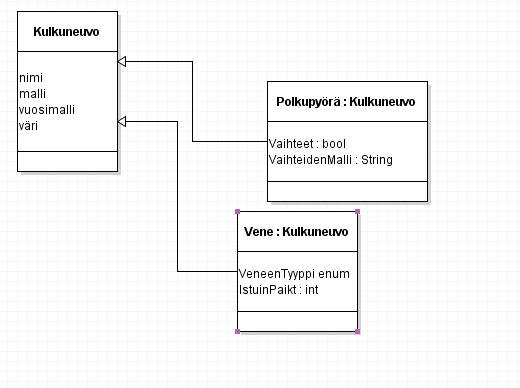 Kulkuneuvo
nimi
malli
vuosimalli
väri
Polkupyörä : Kulkuneuvo
Vaihteet : bool
VaihteidenMalli : String
Vene : Kulkuneuvo
VeneenTyyppi enum
IstuinPaikt : int